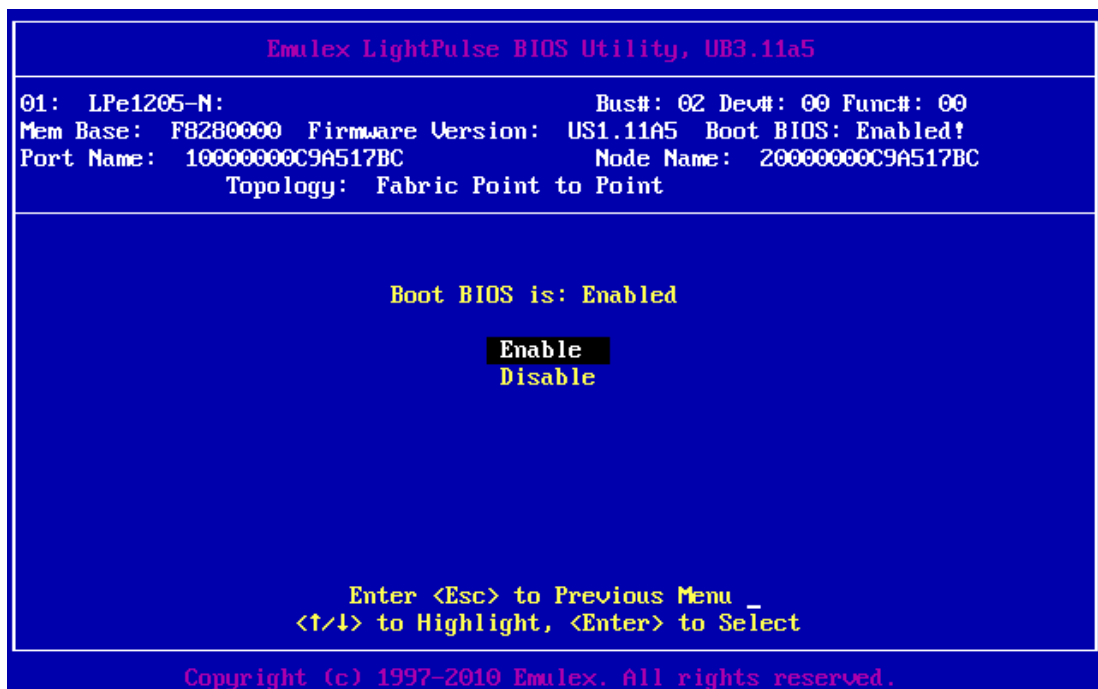 Emulex LightPulse BIOS Utility, UB3.11a5
01: LPe1205-N: Bus#: 02 Dev#: 00 Func#: 00
Mem Base: F8280000 Firmware Version: US1.11A5 Boot BIOS: Enabled!
Port Name: 10000000C9A517BC Node Name: 20000000C9A517BC
Topology: Fabric Point to Point
Boot BIOS is: Enabled
Enable
Disable
Enter <Esc> to Previous Menu _
<↑/↓> to Highlight, <Enter> to Select
Copyright (c) 1997-2010 Emulex. All rights reserved.